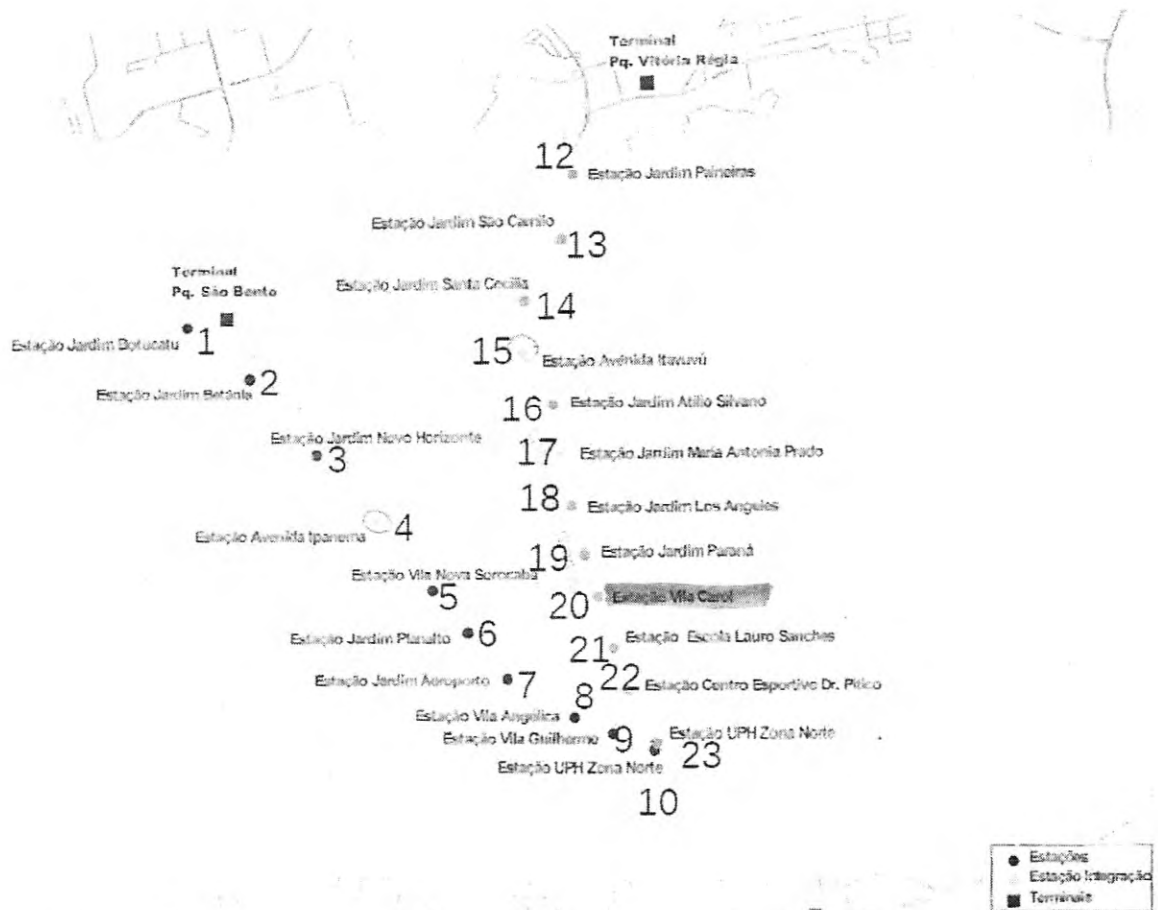 Terminal
Pq. Vitória Régia
12
Estação Jardim Paineiras
Estação Jardim São Camilo
13
Terminal
Pq. São Bento
Estação Jardim Santa Cecília
14
Estação Jardim Botucatu
1
15
Estação Avenida Itavuvú
Estação Jardim Betânia
2
16
Estação Jardim Atílio Silvano
Estação Jardim Novo Horizonte
3
17
Estação Jardim Maria Antonia Prado
18
Estação Jardim Los Angeles
Estação Avenida Ipanema
4
19
Estação Jardim Paraná
Estação Vila Nova Sorocaba
5
20
Estação Vila Carol
Estação Jardim Planalto
6
21
Estação Escola Lauro Sanches
Estação Jardim Aeroporto
7
22
Estação Centro Esportivo Dr. Pitico
8
Estação Vila Angélica
Estação Vila Guilherme
9
Estação UPH Zona Norte
23
Estação UPH Zona Norte
10
Estações
Estação Integração
Terminais